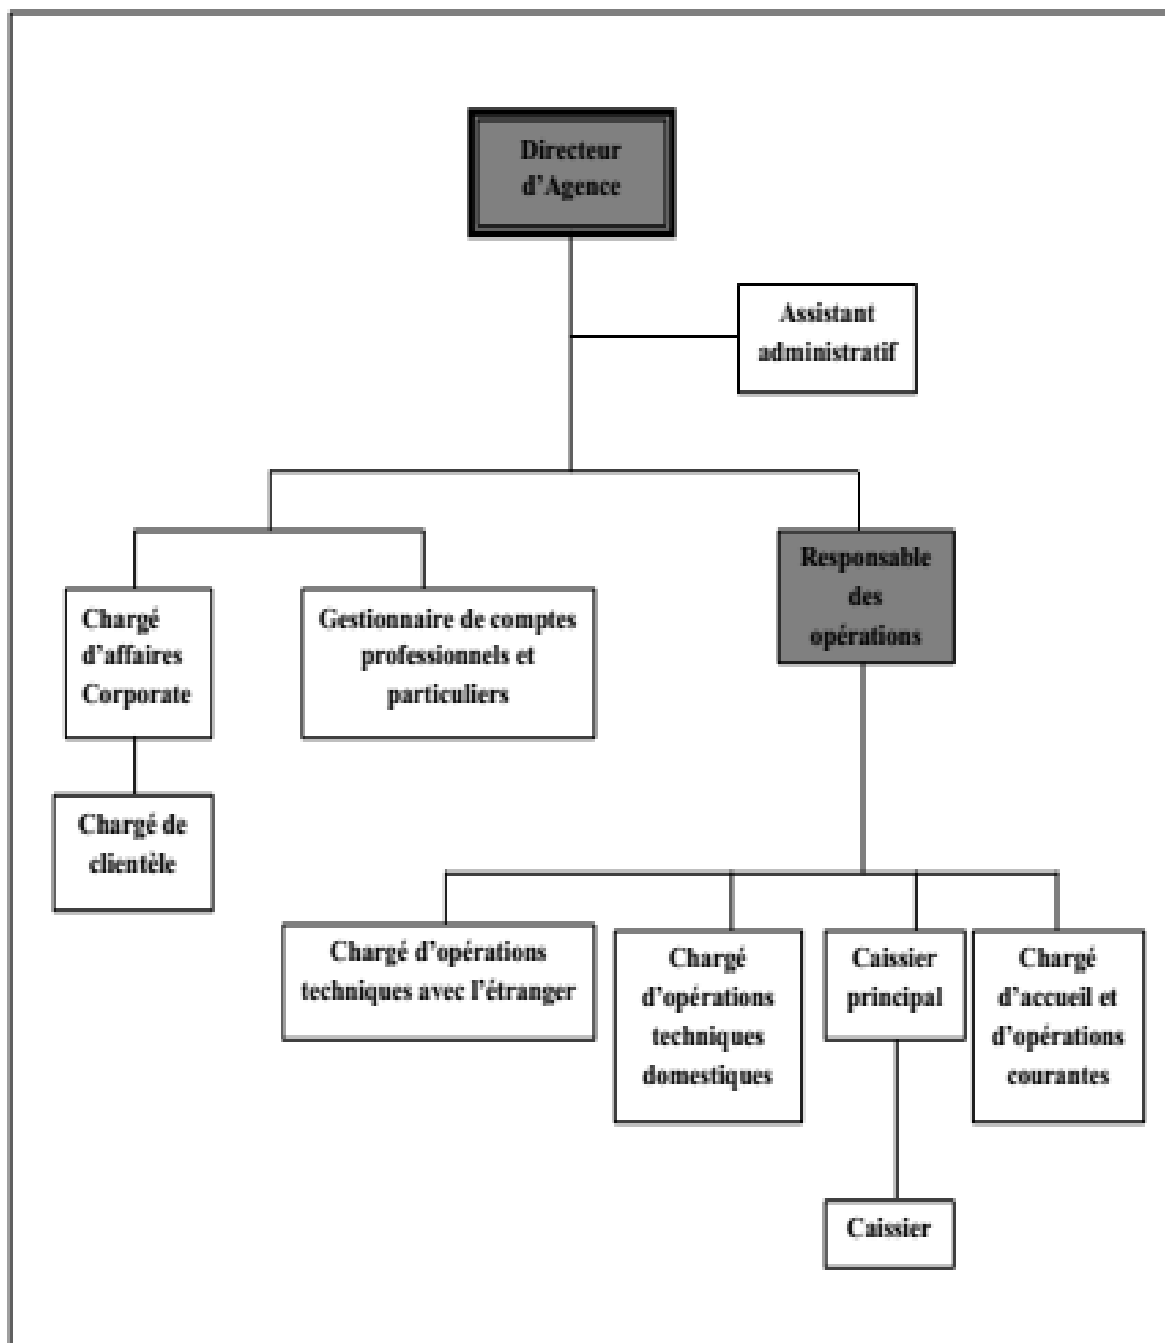 Directeur
d’Agence
Assistant
administratif
Responsable
des
opérations
Chargé
d’affaires
Corporate
Gestionnaire de comptes
professionnels et
particuliers
Chargé de
clientèle
Chargé d’opérations
techniques avec l’étranger
Chargé
d’opérations
techniques
domestiques
Caissier
principal
Chargé
d’accueil et
d’opérations
courantes
Caissier